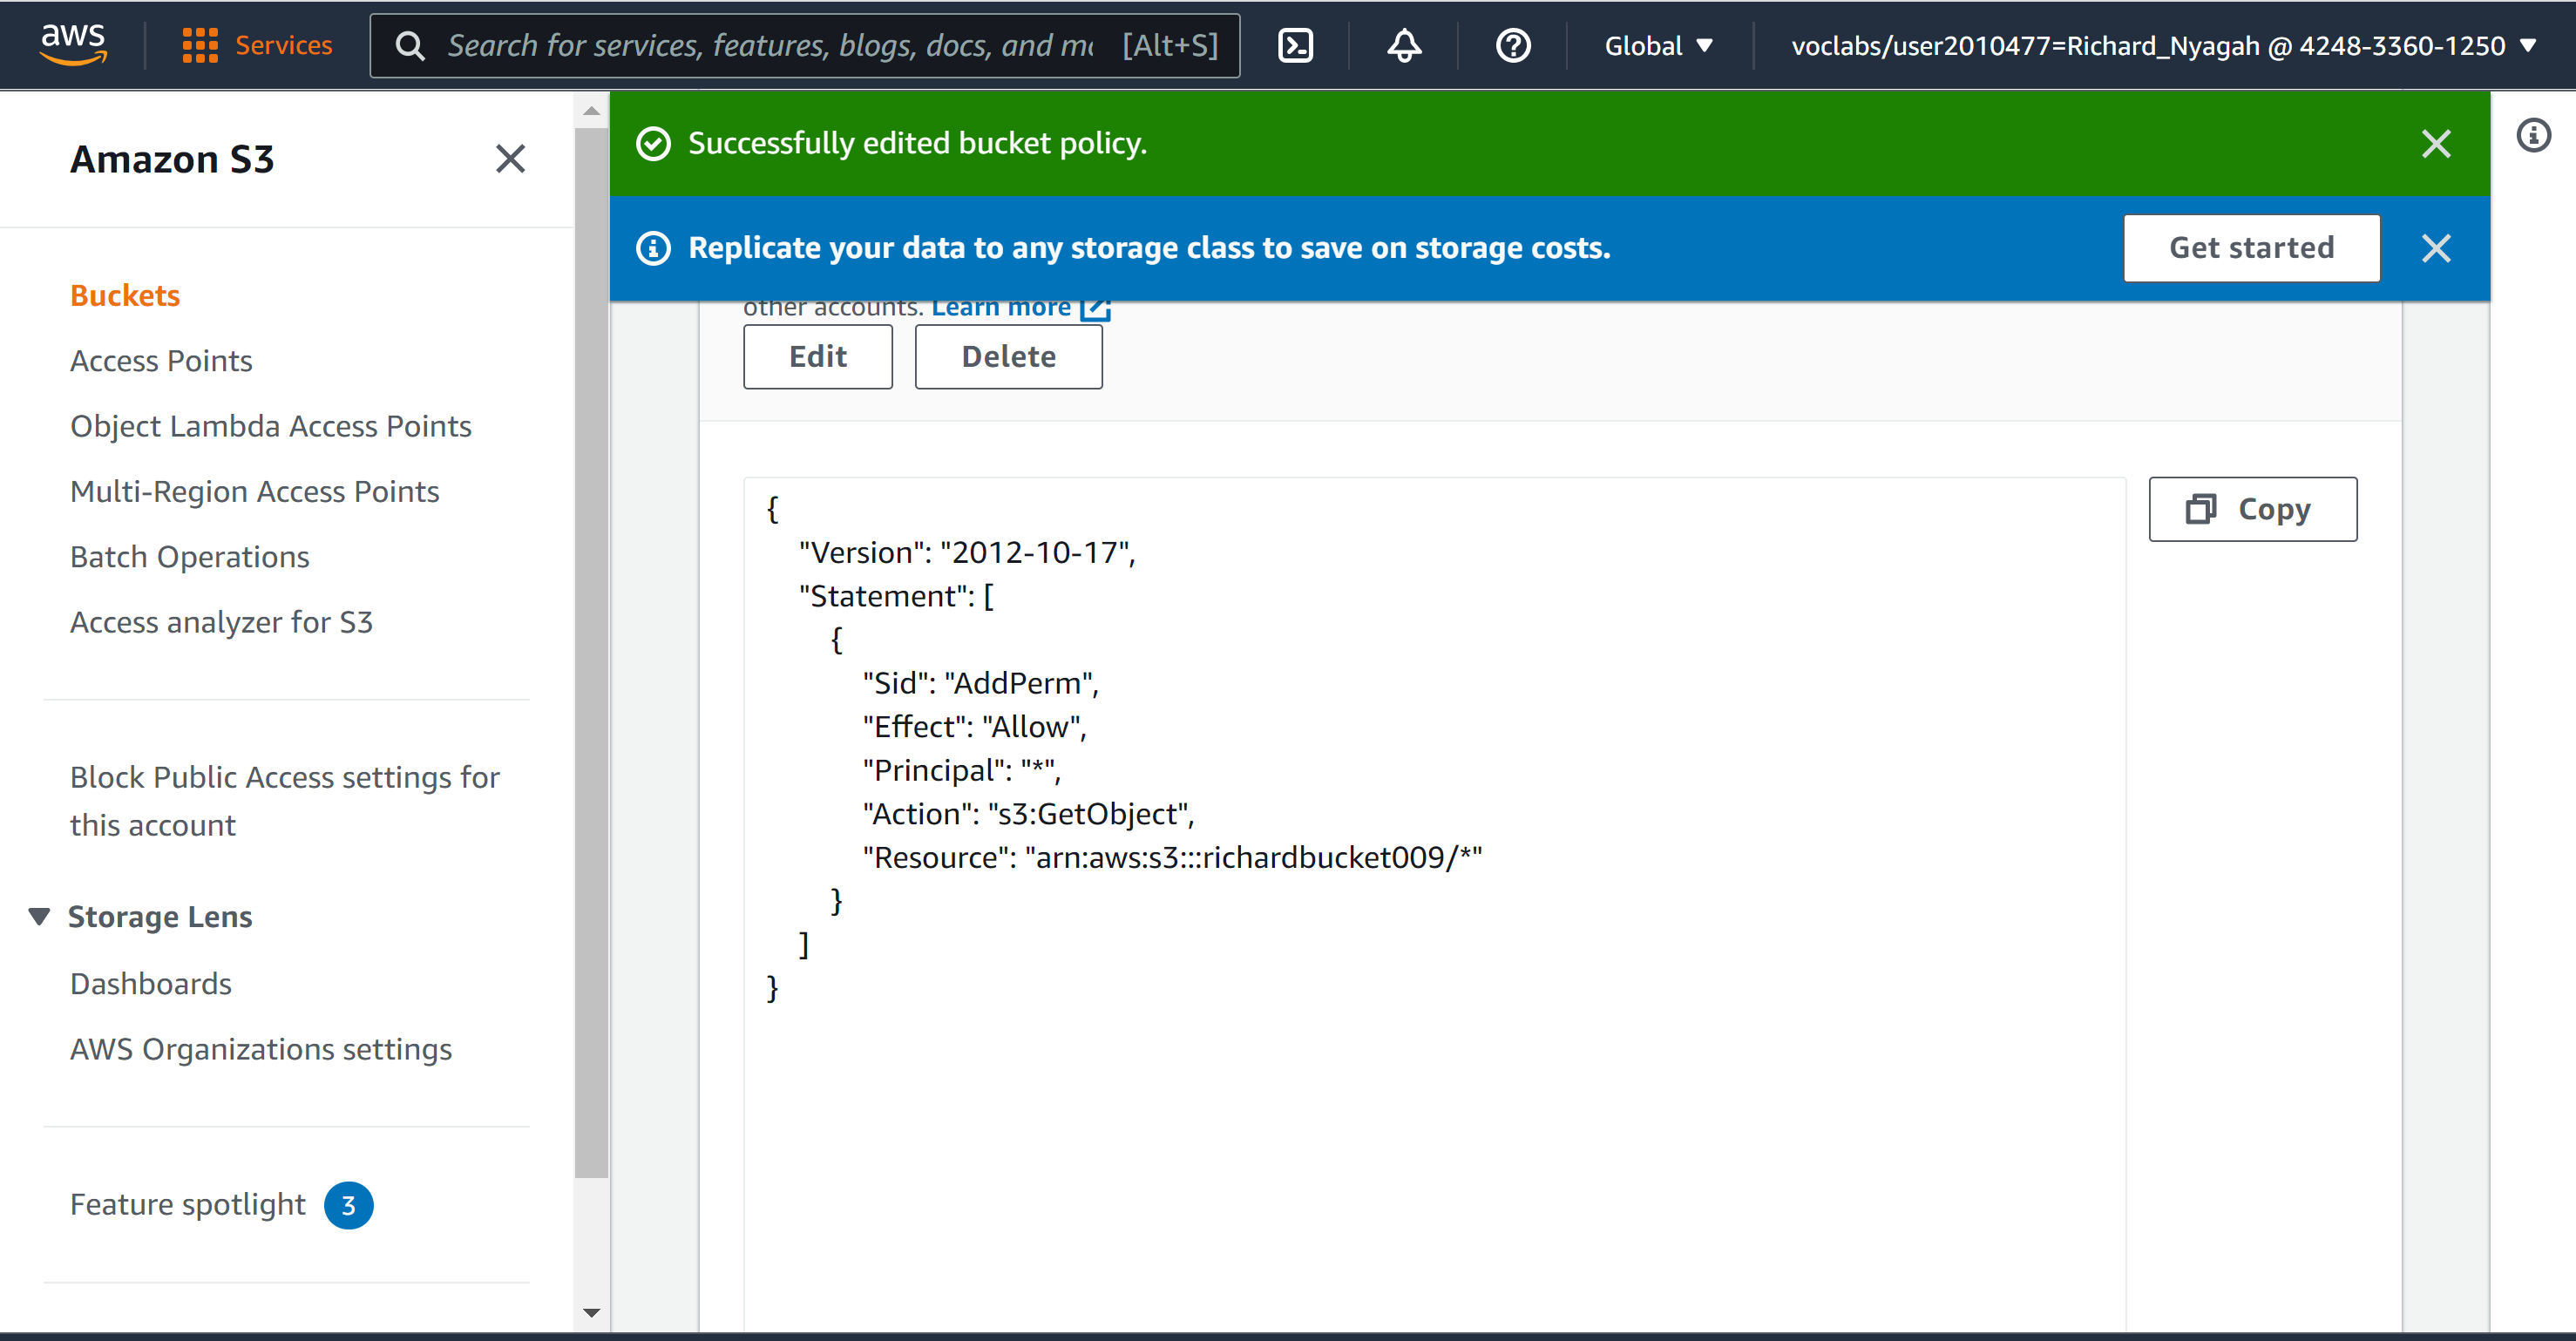 aws
Services
Search for services, features, blogs, docs, and mo
[Alt+S]
Global
voclabs/user2010477=Richard_Nyagah @ 4248-3360-1250
Amazon S3
Buckets
Access Points
Object Lambda Access Points
Multi-Region Access Points
Batch Operations
Access analyzer for S3
Block Public Access settings for
this account
Storage Lens
Dashboards
AWS Organizations settings
Feature spotlight 3
Successfully edited bucket policy.
Replicate your data to any storage class to save on storage costs.
Get started
other accounts. Learn more
Edit
Delete
Copy
{
"Version": "2012-10-17",
"Statement": [
{
"Sid": "AddPerm",
"Effect": "Allow",
"Principal": "*",
"Action": "s3:GetObject",
"Resource": "arn:aws:s3:::richardbucket009/*"
}
]
}